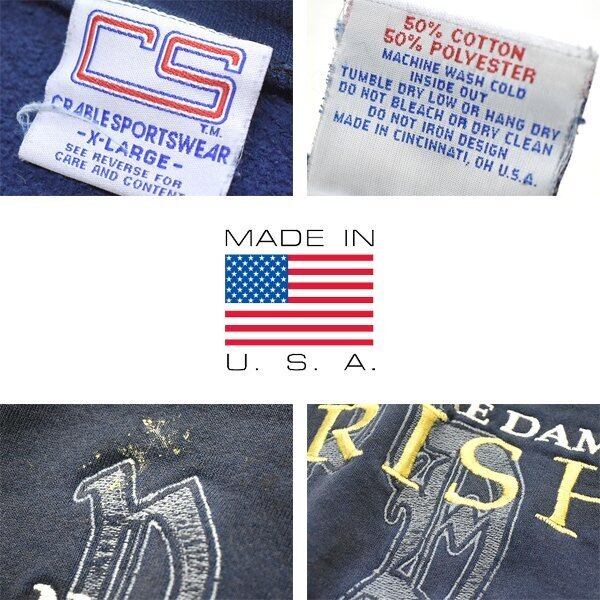 CS
T.M.
CRABLE SPORTSWEAR
-X-LARGE-
SEE REVERSE FOR
CARE AND CONTENT
50% COTTON
50% POLYESTER
MACHINE WASH COLD
INSIDE OUT
TUMBLE DRY LOW OR HANG DRY
DO NOT BLEACH OR DRY CLEAN
DO NOT IRON DESIGN
MADE IN CINCINNATI, OH U.S.A.
MADE IN
U. S. A.
RE DAM
RISH